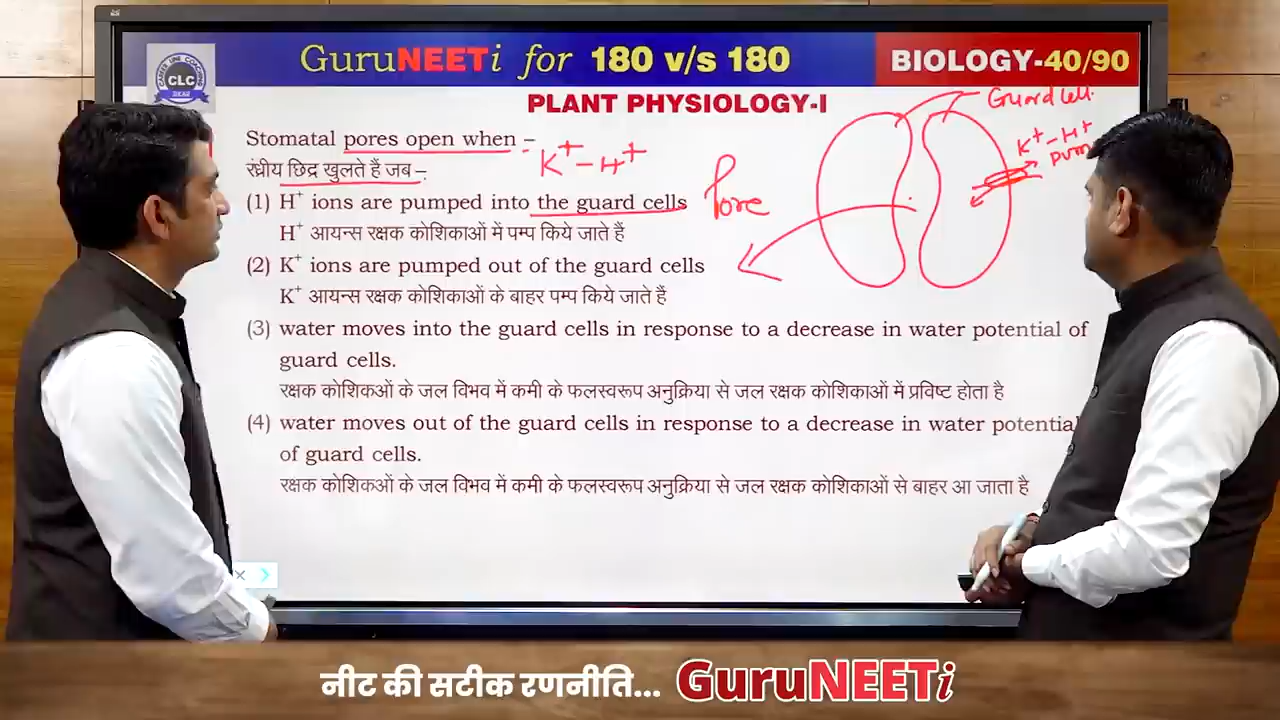 GuruNEETi for 180 v/s 180
BIOLOGY-40/90
CLC
PLANT PHYSIOLOGY-I
Guard cell
Stomatal pores open when –
K⁺ – H⁺
K⁺ – H⁺
Pump
रंध्रीय छिद्र खुलते हैं जब –
(1) H⁺ ions are pumped into the guard cells
Pore
H⁺ आयन्स रक्षक कोशिकाओं में पम्प किये जाते हैं
(2) K⁺ ions are pumped out of the guard cells
K⁺ आयन्स रक्षक कोशिकाओं के बाहर पम्प किये जाते हैं
(3) water moves into the guard cells in response to a decrease in water potential of
guard cells.
रक्षक कोशिकओं के जल विभव में कमी के फलस्वरूप अनुक्रिया से जल रक्षक कोशिकाओं में प्रविष्ट होता है
(4) water moves out of the guard cells in response to a decrease in water potential
of guard cells.
रक्षक कोशिकओं के जल विभव में कमी के फलस्वरूप अनुक्रिया से जल रक्षक कोशिकाओं से बाहर आ जाता है
नीट की सटीक रणनीति... GuruNEETi